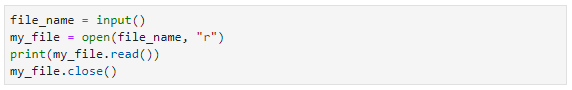 file_name = input()
my_file = open(file_name, "r")
print(my_file.read())
my_file.close()